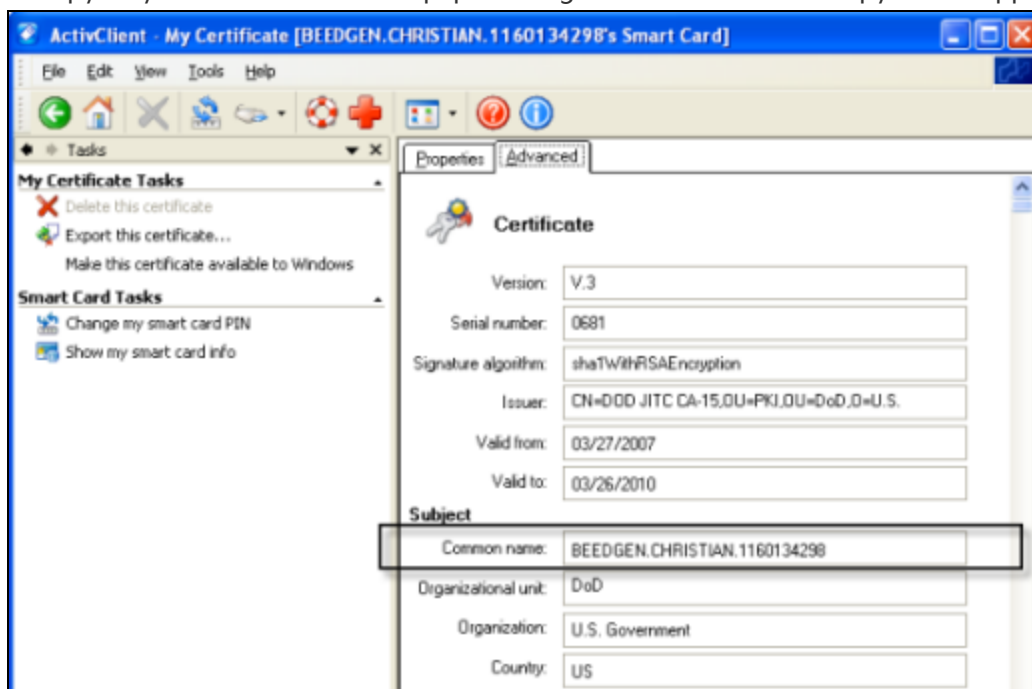 ActivClient - My Certificate [BEEDGEN.CHRISTIAN.1160134298's Smart Card]
File Edit View Tools Help
Tasks
My Certificate Tasks
Delete this certificate
Export this certificate...
Make this certificate available to Windows
Smart Card Tasks
Change my smart card PIN
Show my smart card info
Properties Advanced
Certificate
Version: V.3
Serial number: 0681
Signature algorithm: sha1WithRSAEncryption
Issuer: CN=DOD JITC CA-15,OU=PKI,OU=DoD,O=U.S.
Valid from: 03/27/2007
Valid to: 03/26/2010
Subject
Common name: BEEDGEN.CHRISTIAN.1160134298
Organizational unit: DoD
Organization: U.S. Government
Country: US